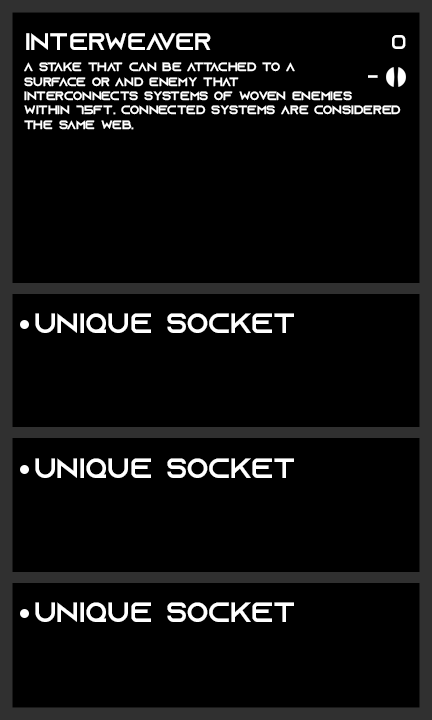 INTERWEAVER 0
A STAKE THAT CAN BE ATTACHED TO A
SURFACE OR AND ENEMY THAT -
INTERCONNECTS SYSTEMS OF WOVEN ENEMIES
WITHIN 75FT. CONNECTED SYSTEMS ARE CONSIDERED
THE SAME WEB.
•UNIQUE SOCKET
•UNIQUE SOCKET
•UNIQUE SOCKET